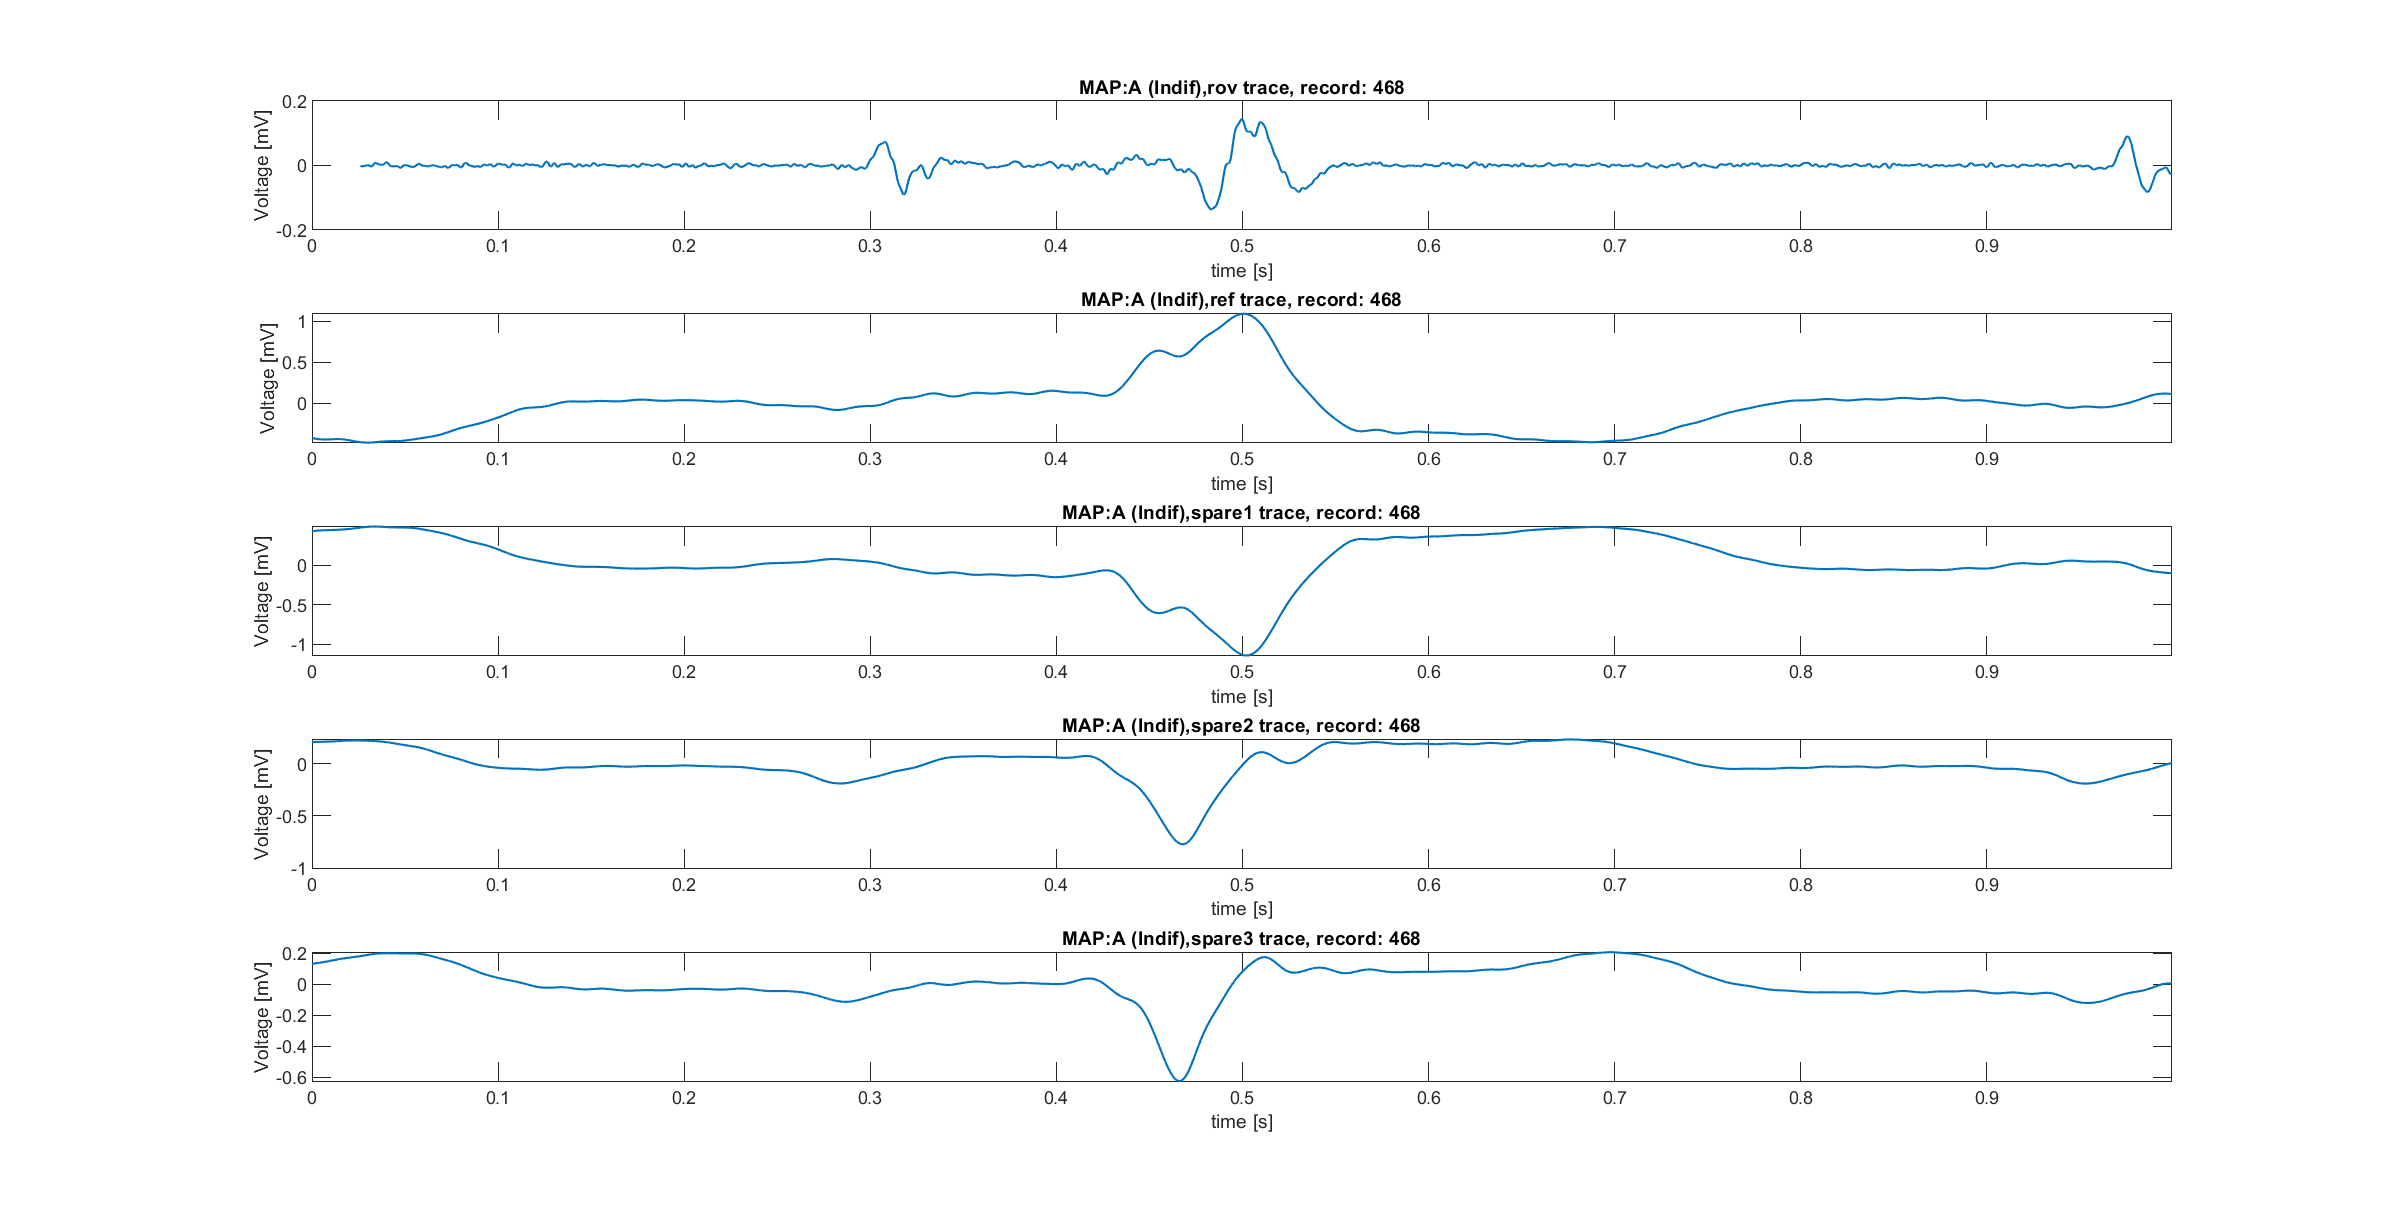 MAP:A (Indif),rov trace, record: 468
Voltage [mV]
0.2
0
-0.2
0 0.1 0.2 0.3 0.4 0.5 0.6 0.7 0.8 0.9
time [s]
MAP:A (Indif),ref trace, record: 468
Voltage [mV]
1
0.5
0
0 0.1 0.2 0.3 0.4 0.5 0.6 0.7 0.8 0.9
time [s]
MAP:A (Indif),spare1 trace, record: 468
Voltage [mV]
0
-0.5
-1
0 0.1 0.2 0.3 0.4 0.5 0.6 0.7 0.8 0.9
time [s]
MAP:A (Indif),spare2 trace, record: 468
Voltage [mV]
0
-0.5
-1
0 0.1 0.2 0.3 0.4 0.5 0.6 0.7 0.8 0.9
time [s]
MAP:A (Indif),spare3 trace, record: 468
Voltage [mV]
0.2
0
-0.2
-0.4
-0.6
0 0.1 0.2 0.3 0.4 0.5 0.6 0.7 0.8 0.9
time [s]